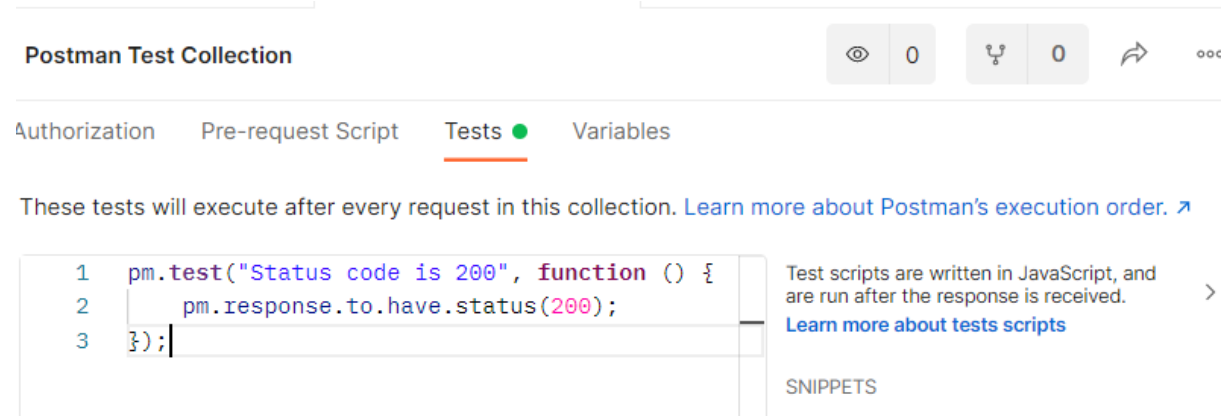 Postman Test Collection
0
0
Authorization Pre-request Script Tests Variables
These tests will execute after every request in this collection. Learn more about Postman's execution order. ↗
1 pm.test("Status code is 200", function () {
2 pm.response.to.have.status(200);
3 });
Test scripts are written in JavaScript, and
are run after the response is received.
Learn more about tests scripts
SNIPPETS